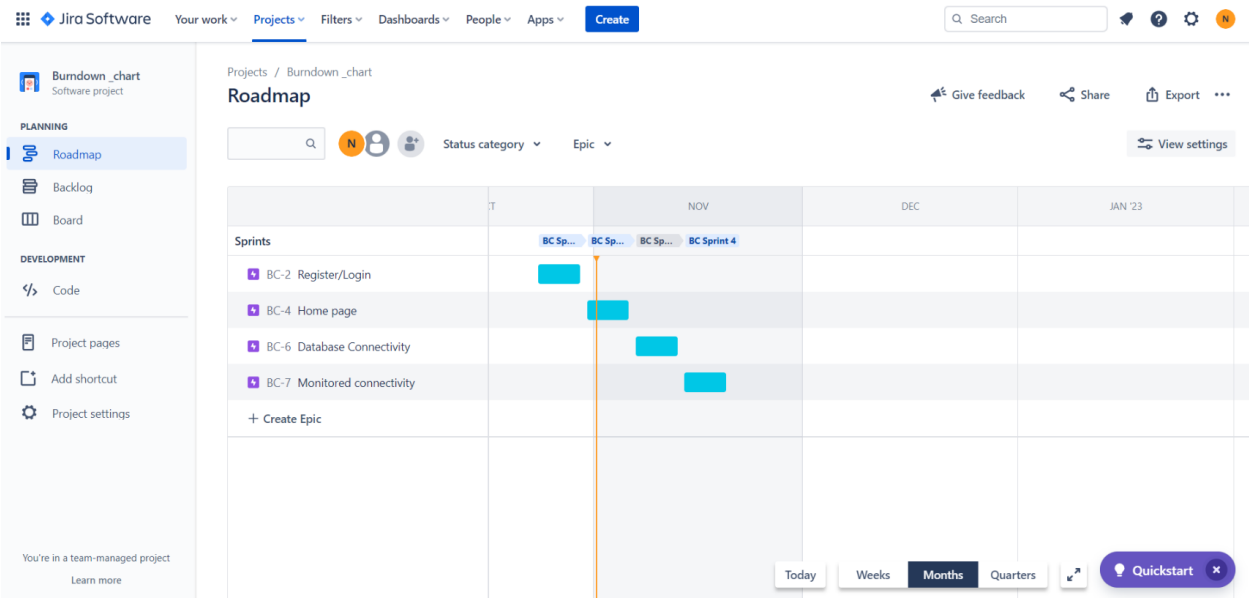 Jira Software Your work Projects Filters Dashboards People Apps Create Search N
Burndown _chart
Software project
PLANNING
Roadmap
Backlog
Board
DEVELOPMENT
Code
Project pages
Add shortcut
Project settings
You're in a team-managed project
Learn more
Projects / Burndown _chart
Roadmap
Give feedback Share Export
N Status category Epic View settings
CT NOV DEC JAN '23
Sprints BC Sp... BC Sp... BC Sp... BC Sprint 4
BC-2 Register/Login
BC-4 Home page
BC-6 Database Connectivity
BC-7 Monitored connectivity
+ Create Epic
Today Weeks Months Quarters
Quickstart